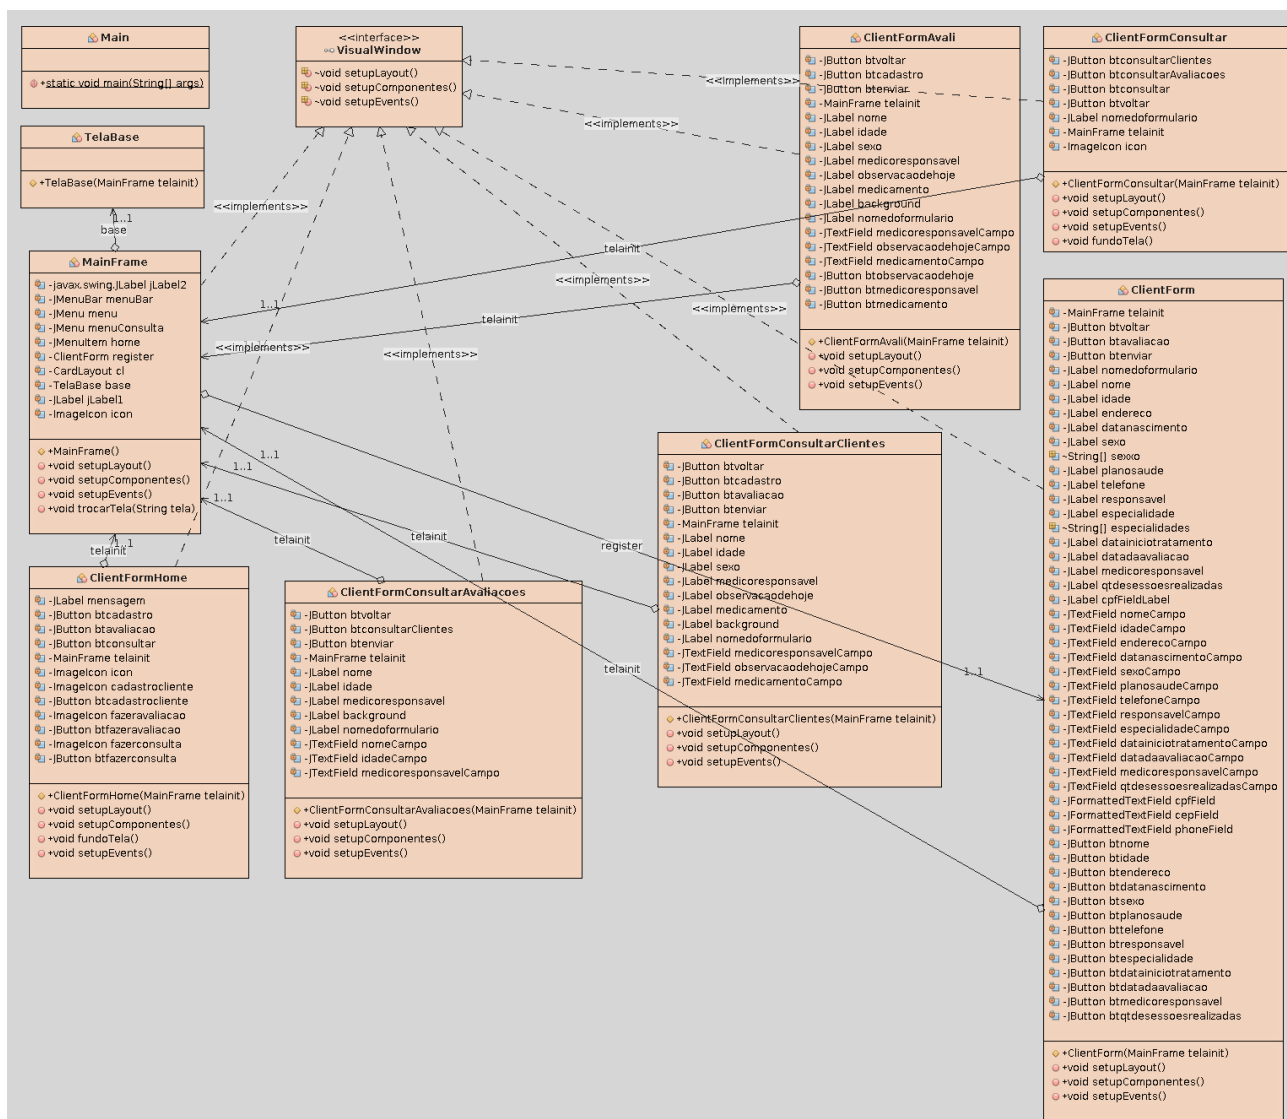 Main
+static void main(String[] args)
<<interface>>
VisualWindow
~void setupLayout()
~void setupComponentes()
~void setupEvents()
TelaBase
+TelaBase(MainFrame telainit)
1..1
base
MainFrame
-javax.swing.JLabel jLabel2
-JMenuBar menuBar
-JMenu menu
-JMenu menuConsulta
-JMenuItem home
-ClientForm register
-CardLayout cl
-TelaBase base
-JLabel jLabel1
-ImageIcon icon
+MainFrame()
+void setupLayout()
+void setupComponentes()
+void setupEvents()
+void trocarTela(String tela)
1..1
telainit
ClientFormHome
-JLabel mensagem
-JButton btcadastro
-JButton btavaliacao
-JButton btconsultar
-MainFrame telainit
-ImageIcon icon
-ImageIcon cadastrocliente
-JButton btcadastrocliente
-ImageIcon fazeravaliacao
-JButton btfazeravaliacao
-ImageIcon fazerconsulta
-JButton btfazerconsulta
+ClientFormHome(MainFrame telainit)
+void setupLayout()
+void setupComponentes()
+void fundoTela()
+void setupEvents()
<<implements>>
<<implements>>
<<implements>>
<<implements>>
<<implements>>
<<implements>>
<<implements>>
telainit
1..1
telainit
1..1
1..1
1..1
telainit
telainit
register
telainit
1..1
ClientFormConsultarAvaliacoes
-JButton btvoltar
-JButton btconsultarClientes
-JButton btenviar
-MainFrame telainit
-JLabel nome
-JLabel idade
-JLabel medicoresponsavel
-JLabel background
-JLabel nomedoformulario
-JTextField nomeCampo
-JTextField idadeCampo
-JTextField medicoresponsavelCampo
+ClientFormConsultarAvaliacoes(MainFrame telainit)
+void setupLayout()
+void setupComponentes()
+void setupEvents()
ClientFormConsultarClientes
-JButton btvoltar
-JButton btcadastro
-JButton btavaliacao
-JButton btenviar
-MainFrame telainit
-JLabel nome
-JLabel idade
-JLabel sexo
-JLabel medicoresponsavel
-JLabel observacaodehoje
-JLabel medicamento
-JLabel background
-JLabel nomedoformulario
-JTextField medicoresponsavelCampo
-JTextField observacaodehojeCampo
-JTextField medicamentoCampo
+ClientFormConsultarClientes(MainFrame telainit)
+void setupLayout()
+void setupComponentes()
+void setupEvents()
ClientFormAvali
-JButton btvoltar
-JButton btcadastro
-JButton btenviar
-MainFrame telainit
-JLabel nome
-JLabel idade
-JLabel sexo
-JLabel medicoresponsavel
-JLabel observacaodehoje
-JLabel medicamento
-JLabel background
-JLabel nomedoformulario
-JTextField medicoresponsavelCampo
-JTextField observacaodehojeCampo
-JTextField medicamentoCampo
-JButton btobservacaodehoje
-JButton btmedicoresponsavel
-JButton btmedicamento
+ClientFormAvali(MainFrame telainit)
+void setupLayout()
+void setupComponentes()
+void setupEvents()
ClientFormConsultar
-JButton btconsultarClientes
-JButton btconsultarAvaliacoes
-JButton btconsultar
-JButton btvoltar
-JLabel nomedoformulario
-MainFrame telainit
-ImageIcon icon
+ClientFormConsultar(MainFrame telainit)
+void setupLayout()
+void setupComponentes()
+void setupEvents()
+void fundoTela()
ClientForm
-MainFrame telainit
-JButton btvoltar
-JButton btavaliacao
-JButton btenviar
-JLabel nomedoformulario
-JLabel nome
-JLabel idade
-JLabel endereco
-JLabel datanascimento
-JLabel sexo
~String[] sexxo
-JLabel planosaude
-JLabel telefone
-JLabel responsavel
-JLabel especialidade
~String[] especialidades
-JLabel datainiciotratamento
-JLabel datadaavaliacao
-JLabel medicoresponsavel
-JLabel qtdesessoesrealizadas
-JLabel cpfFieldLabel
-JTextField nomeCampo
-JTextField idadeCampo
-JTextField enderecoCampo
-JTextField datanascimentoCampo
-JTextField sexoCampo
-JTextField planosaudeCampo
-JTextField telefoneCampo
-JTextField responsavelCampo
-JTextField especialidadeCampo
-JTextField datainiciotratamentoCampo
-JTextField datadaavaliacaoCampo
-JTextField medicoresponsavelCampo
-JTextField qtdesessoesrealizadasCampo
-JFormattedTextField cpfField
-JFormattedTextField cepField
-JFormattedTextField phoneField
-JButton btnome
-JButton btidade
-JButton btendereco
-JButton btdatanascimento
-JButton btsexo
-JButton btplanosaude
-JButton bttelefone
-JButton btresponsavel
-JButton btespecialidade
-JButton btdatainiciotratamento
-JButton btdatadaavaliacao
-JButton btmedicoresponsavel
-JButton btqtdesessoesrealizadas
+ClientForm(MainFrame telainit)
+void setupLayout()
+void setupComponentes()
+void setupEvents()